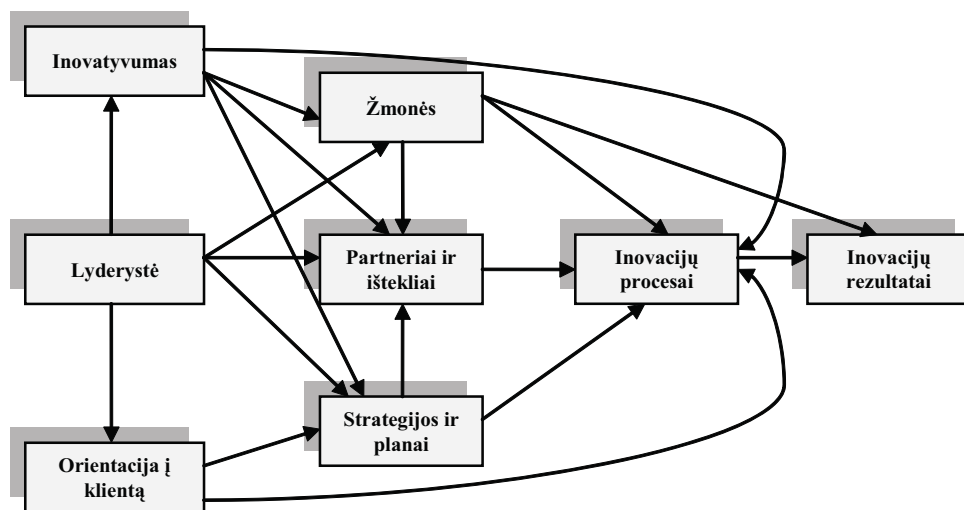 Inovatyvumas
Žmonės
Lyderystė
Partneriai ir
ištekliai
Inovacijų
procesai
Inovacijų
rezultatai
Strategijos ir
planai
Orientacija į
klientą